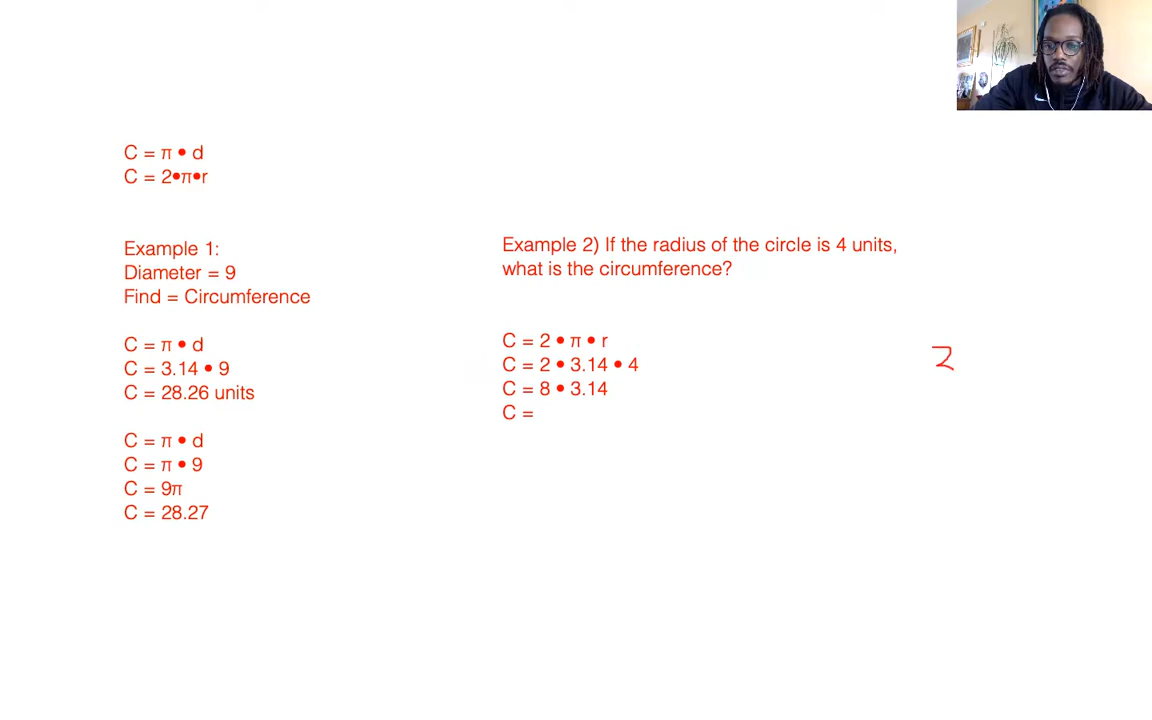 C = π • d
C = 2•π•r
Example 1:
Diameter = 9
Find = Circumference
C = π • d
C = 3.14 • 9
C = 28.26 units
C = π • d
C = π • 9
C = 9π
C = 28.27
Example 2) If the radius of the circle is 4 units,
what is the circumference?
C = 2 • π • r
C = 2 • 3.14 • 4
C = 8 • 3.14
C =